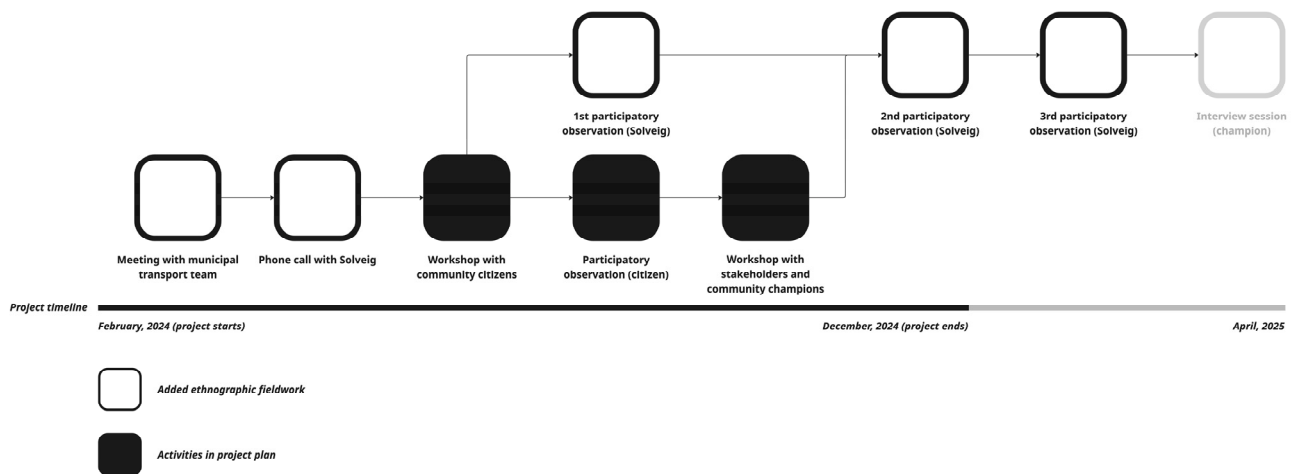 1st participatory
observation (Solveig)
2nd participatory
observation (Solveig)
3rd participatory
observation (Solveig)
Interview session
(champion)
Meeting with municipal
transport team
Phone call with Solveig
Workshop with
community citizens
Participatory
observation (citizen)
Workshop with
stakeholders and
community champions
Project timeline
February, 2024 (project starts)
December, 2024 (project ends)
April, 2025
Added ethnographic fieldwork
Activities in project plan